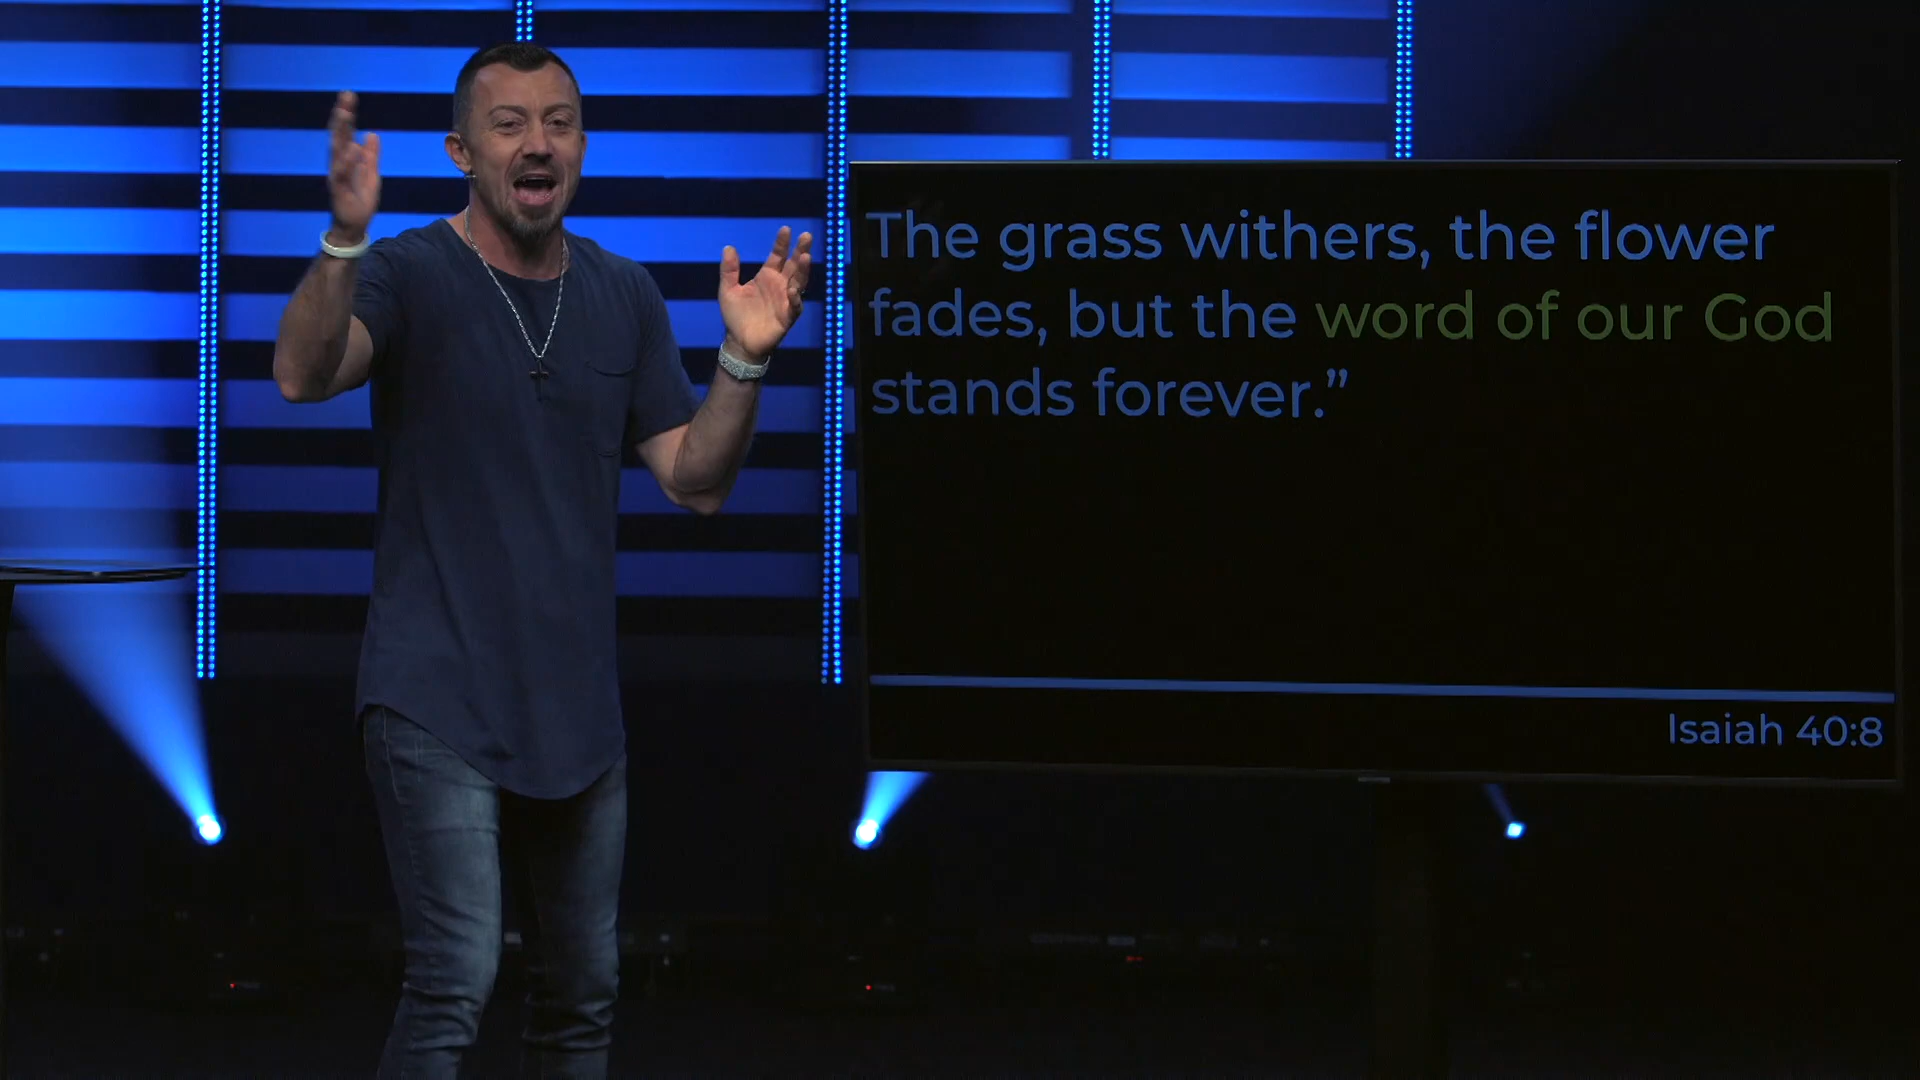 The grass withers, the flower
fades, but the word of our God
stands forever.”
Isaiah 40:8